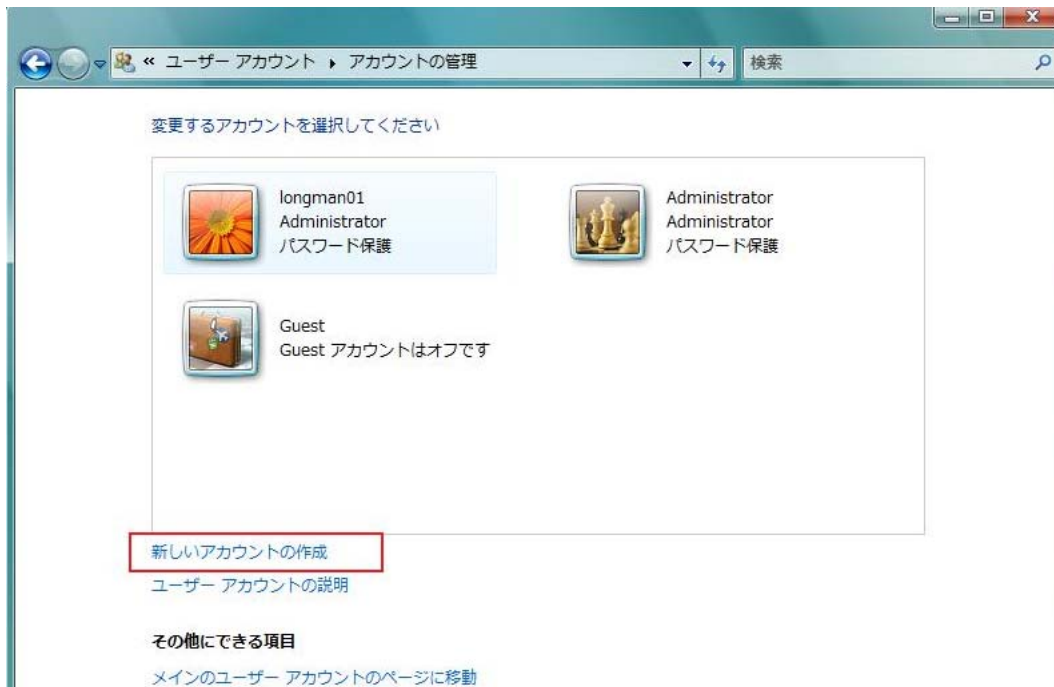 « ユーザー アカウント ▸ アカウントの管理
検索
変更するアカウントを選択してください
longman01
Administrator
パスワード保護
Administrator
Administrator
パスワード保護
Guest
Guest アカウントはオフです
新しいアカウントの作成
ユーザー アカウントの説明
その他にできる項目
メインのユーザー アカウントのページに移動